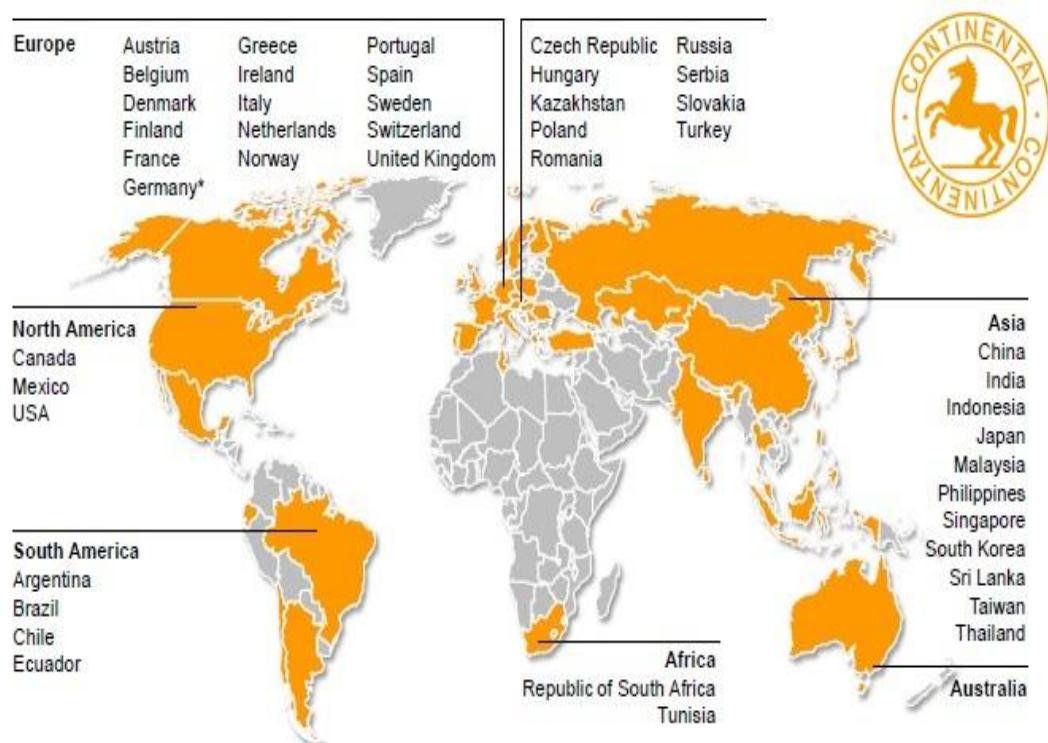 Europe
Austria
Belgium
Denmark
Finland
France
Germany*
Greece
Ireland
Italy
Netherlands
Norway
Portugal
Spain
Sweden
Switzerland
United Kingdom
Czech Republic
Hungary
Kazakhstan
Poland
Romania
Russia
Serbia
Slovakia
Turkey
CONTINENTAL
CONTINENTAL
North America
Canada
Mexico
USA
South America
Argentina
Brazil
Chile
Ecuador
Africa
Republic of South Africa
Tunisia
Asia
China
India
Indonesia
Japan
Malaysia
Philippines
Singapore
South Korea
Sri Lanka
Taiwan
Thailand
Australia